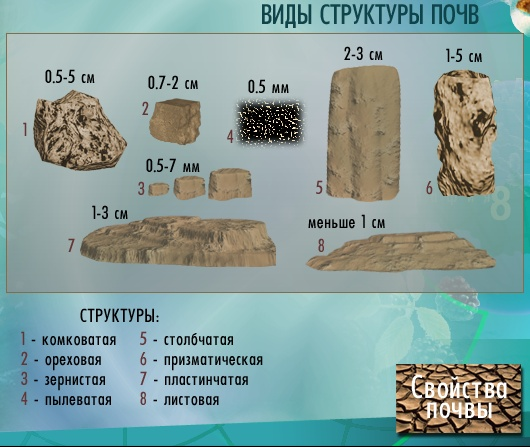 ВИДЫ СТРУКТУРЫ ПОЧВ
0.5-5 см
0.7-2 см
0.5 мм
2-3 см
1-5 см
1
2
4
0.5-7 мм
3
5
6
1-3 см
меньше 1 см
7
8
8
СТРУКТУРЫ:
1 - комковатая
2 - ореховая
3 - зернистая
4 - пылеватая
5 - столбчатая
6 - призматическая
7 - пластинчатая
8 - листовая
Свойства
почвы